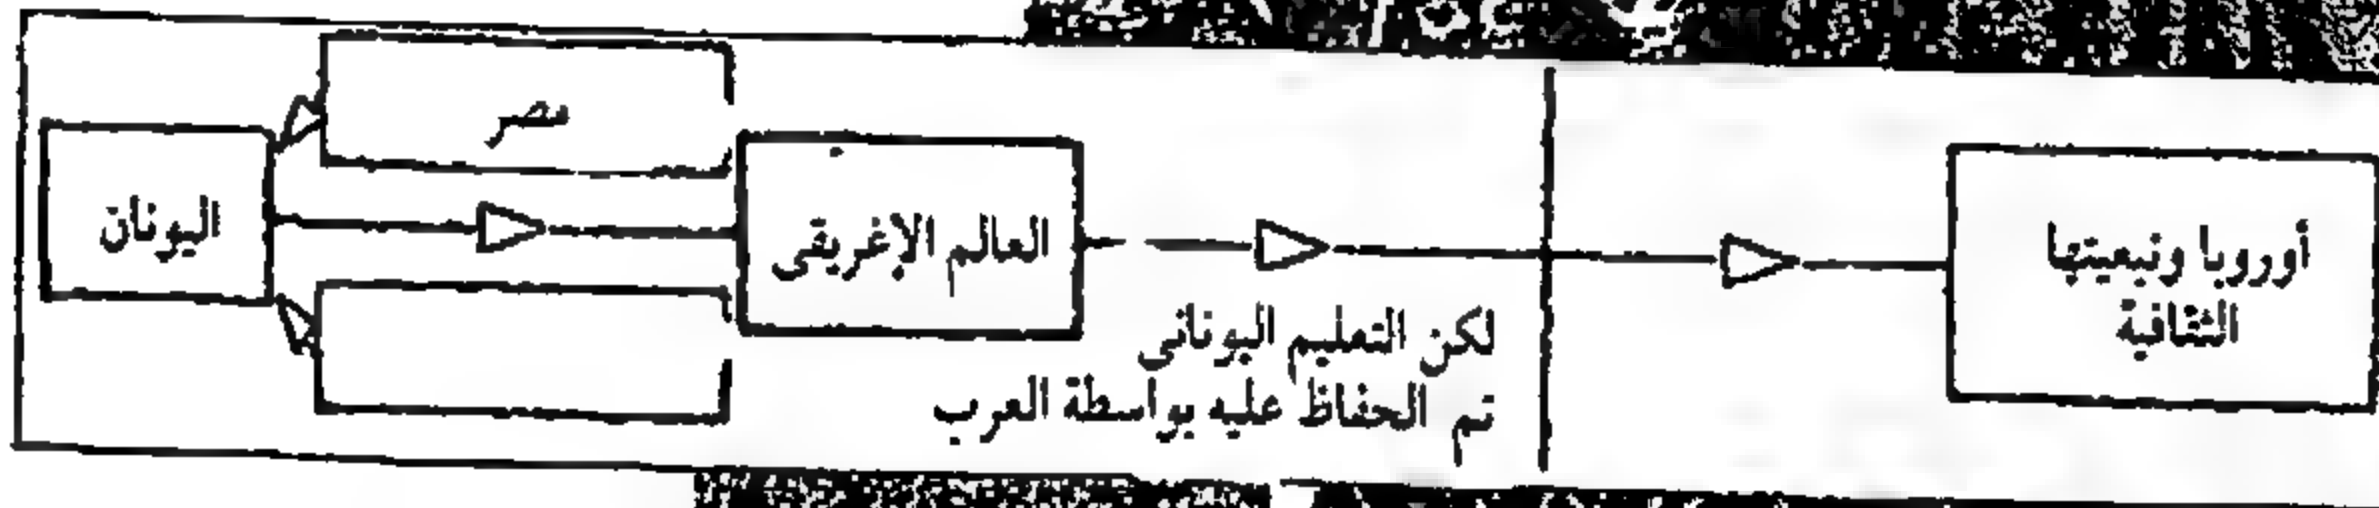 مصر
اليونان
العالم الإغريقى
لكن التعليم اليونانى
تم الحفاظ عليه بواسطة العرب
أوروبا وتبعيتها
الثقافية